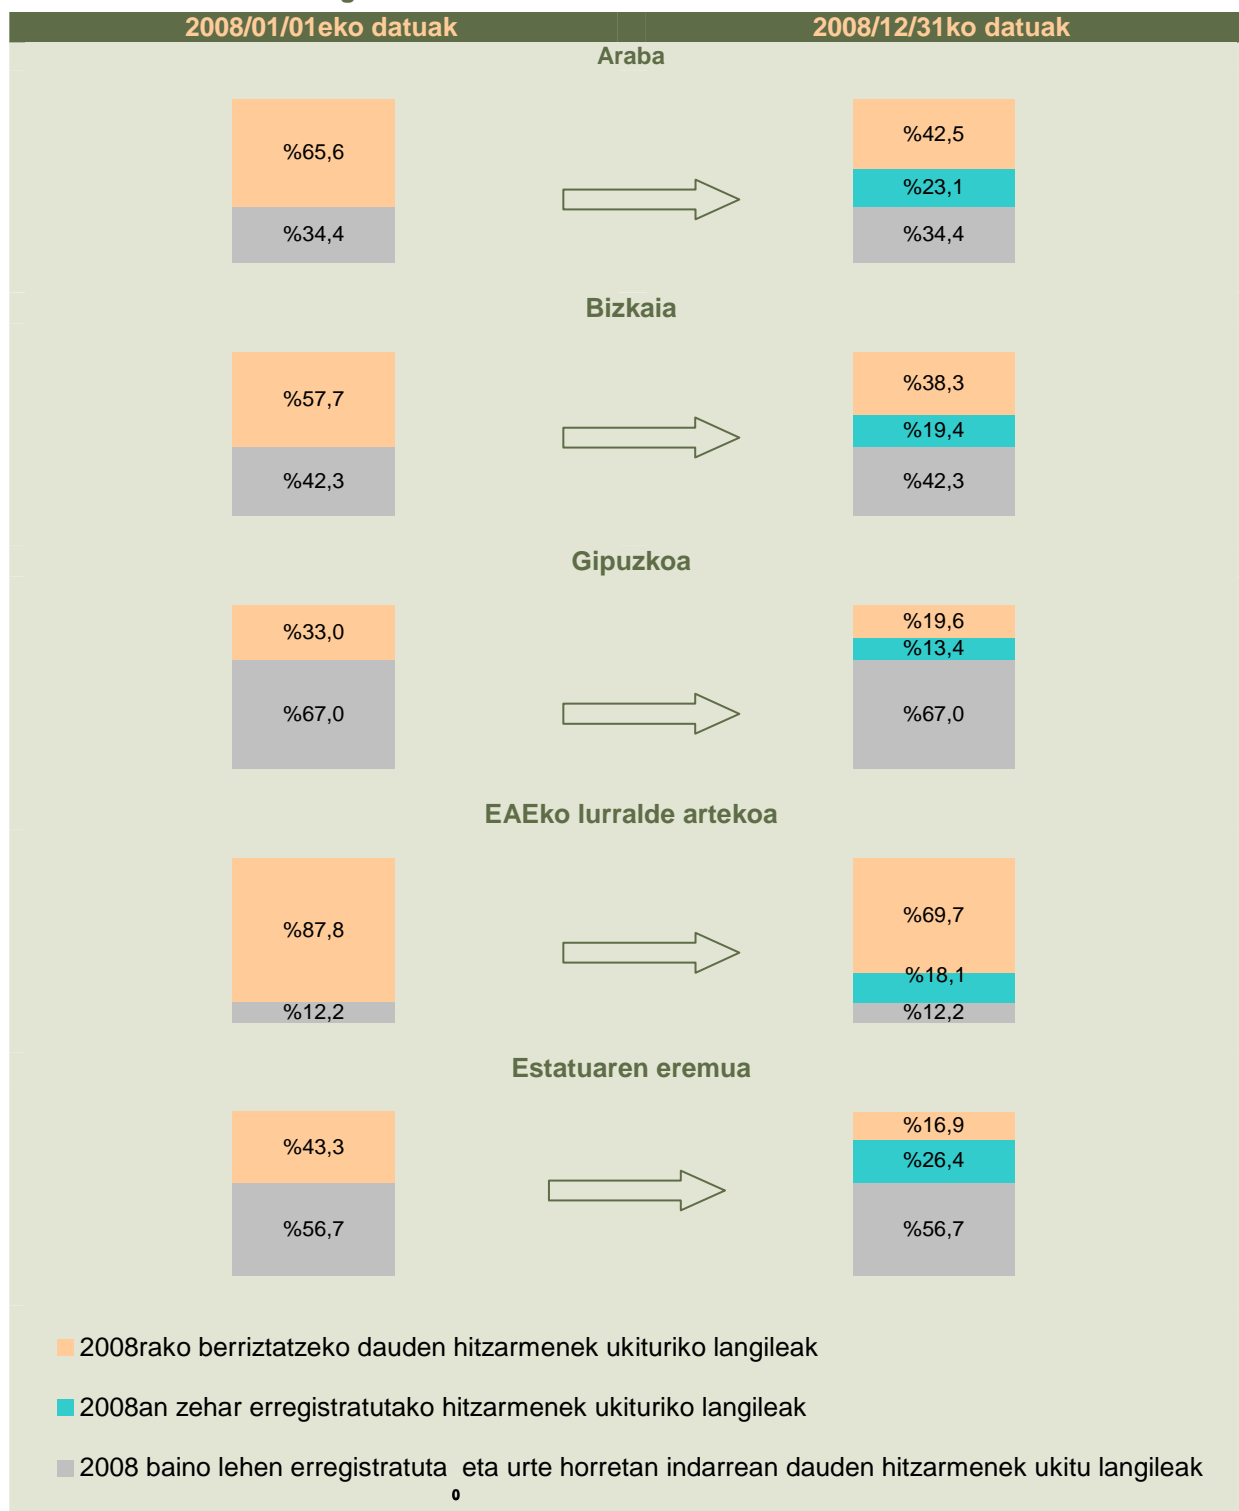 2008/01/01eko datuak 2008/12/31ko datuak
Araba
%65,6 %42,5
%23,1
%34,4 %34,4
Bizkaia
%57,7 %38,3
%19,4
%42,3 %42,3
Gipuzkoa
%33,0 %19,6
%13,4
%67,0 %67,0
EAEko lurralde artekoa
%87,8 %69,7
%18,1
%12,2 %12,2
Estatuaren eremua
%43,3 %16,9
%26,4
%56,7 %56,7
2008rako berriztatzeko dauden hitzarmenek ukituriko langileak
2008an zehar erregistratutako hitzarmenek ukituriko langileak
2008 baino lehen erregistratuta eta urte horretan indarrean dauden hitzarmenek ukitu langileak
0